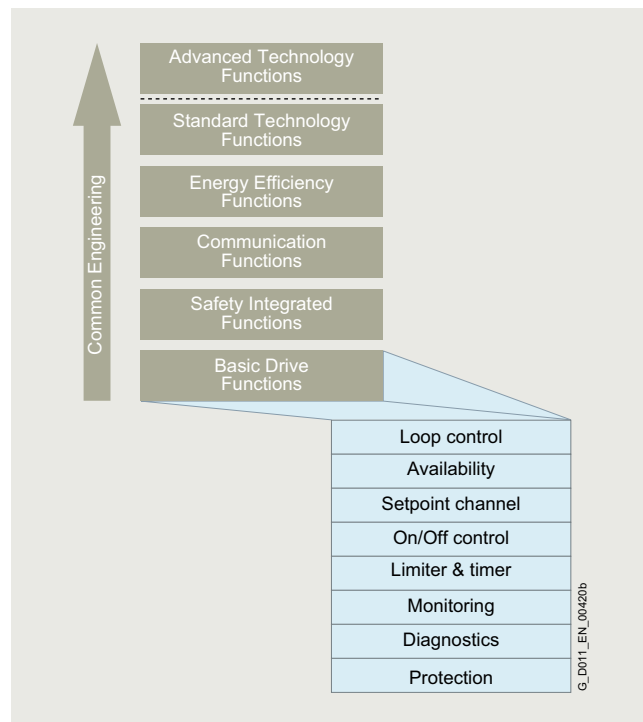 Advanced Technology
Functions
Standard Technology
Functions
Energy Efficiency
Functions
Communication
Functions
Safety Integrated
Functions
Basic Drive
Functions
Common Engineering
Loop control
Availability
Setpoint channel
On/Off control
Limiter & timer
Monitoring
Diagnostics
Protection
G_D011_EN_00420b